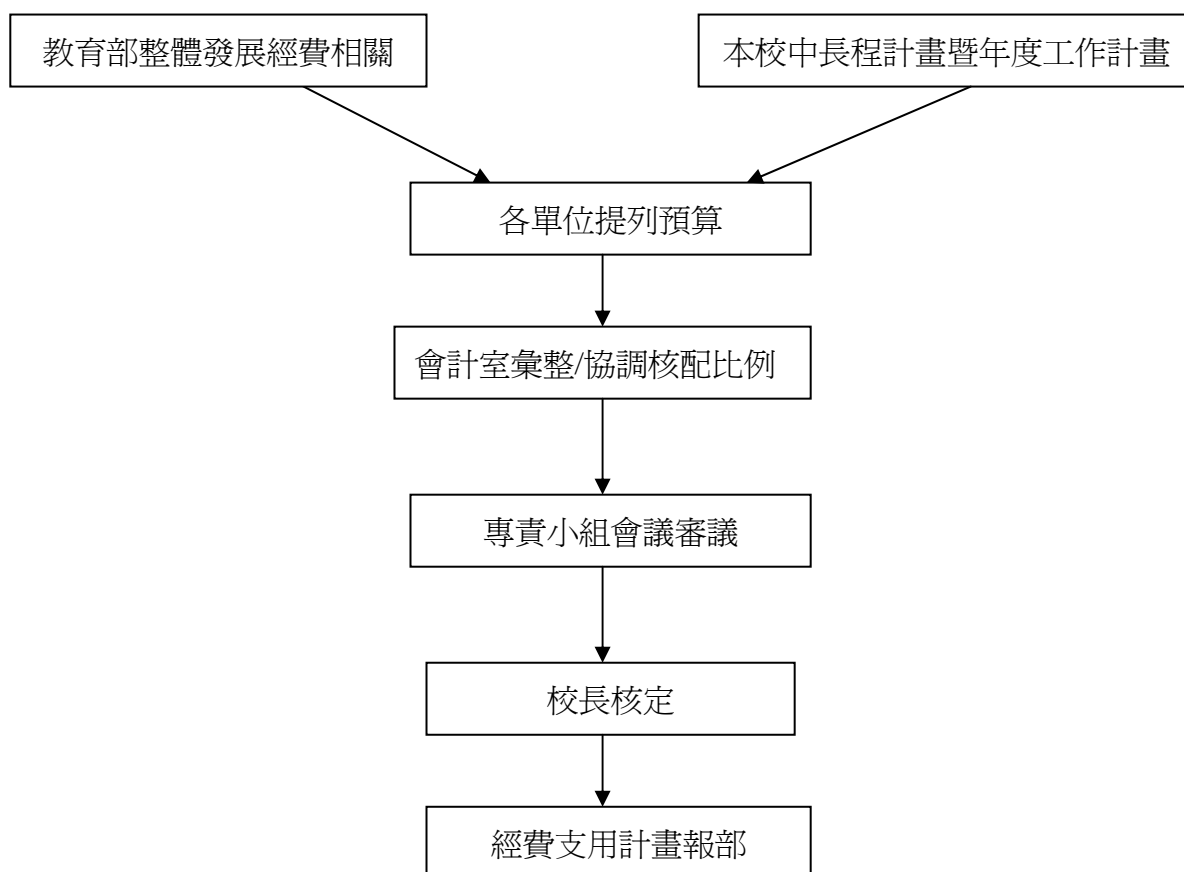 教育部整體發展經費相關
本校中長程計畫暨年度工作計畫
各單位提列預算
會計室彙整/協調核配比例
專責小組會議審議
校長核定
經費支用計畫報部